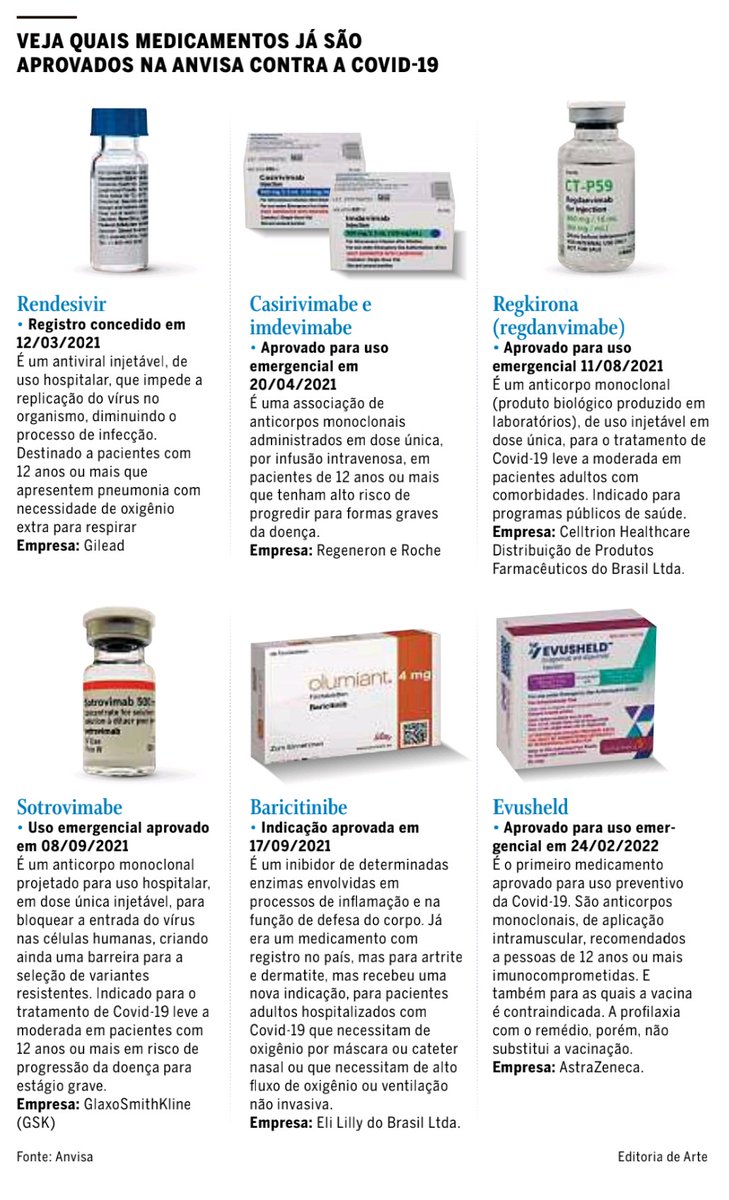 VEJA QUAIS MEDICAMENTOS JÁ SÃO
APROVADOS NA ANVISA CONTRA A COVID-19
Casirivimab
Injection
Imdevimab
Injection
CT-P59
Regdanvimab
for injection
Rendesivir
• Registro concedido em
12/03/2021
É um antiviral injetável, de
uso hospitalar, que impede a
replicação do vírus no
organismo, diminuindo o
processo de infecção.
Destinado a pacientes com
12 anos ou mais que
apresentem pneumonia com
necessidade de oxigênio
extra para respirar
Empresa: Gilead
Casirivimabe e
imdevimabe
• Aprovado para uso
emergencial em
20/04/2021
É uma associação de
anticorpos monoclonais
administrados em dose única,
por infusão intravenosa, em
pacientes de 12 anos ou mais
que tenham alto risco de
progredir para formas graves
da doença.
Empresa: Regeneron e Roche
Regkirona
(regdanvimabe)
• Aprovado para uso
emergencial 11/08/2021
É um anticorpo monoclonal
(produto biológico produzido em
laboratórios), de uso injetável em
dose única, para o tratamento de
Covid-19 leve a moderada em
pacientes adultos com
comorbidades. Indicado para
programas públicos de saúde.
Empresa: Celltrion Healthcare
Distribuição de Produtos
Farmacêuticos do Brasil Ltda.
Sotrovimab 500
sotrovimab
olumiant. 4 mg
Filmtabletten
Baricitinib
Zum Einnehmen
Lilly
EVUSHELD
Sotrovimabe
• Uso emergencial aprovado
em 08/09/2021
É um anticorpo monoclonal
projetado para uso hospitalar,
em dose única injetável, para
bloquear a entrada do vírus
nas células humanas, criando
ainda uma barreira para a
seleção de variantes
resistentes. Indicado para o
tratamento de Covid-19 leve a
moderada em pacientes com
12 anos ou mais em risco de
progressão da doença para
estágio grave.
Empresa: GlaxoSmithKline
(GSK)
Baricitinibe
• Indicação aprovada em
17/09/2021
É um inibidor de determinadas
enzimas envolvidas em
processos de inflamação e na
função de defesa do corpo. Já
era um medicamento com
registro no país, mas para artrite
e dermatite, mas recebeu uma
nova indicação, para pacientes
adultos hospitalizados com
Covid-19 que necessitam de
oxigênio por máscara ou cateter
nasal ou que necessitam de alto
fluxo de oxigênio ou ventilação
não invasiva.
Empresa: Eli Lilly do Brasil Ltda.
Evusheld
• Aprovado para uso emer-
gencial em 24/02/2022
É o primeiro medicamento
aprovado para uso preventivo
da Covid-19. São anticorpos
monoclonais, de aplicação
intramuscular, recomendados
a pessoas de 12 anos ou mais
imunocomprometidas. E
também para as quais a vacina
é contraindicada. A profilaxia
com o remédio, porém, não
substitui a vacinação.
Empresa: AstraZeneca.
Fonte: Anvisa
Editoria de Arte